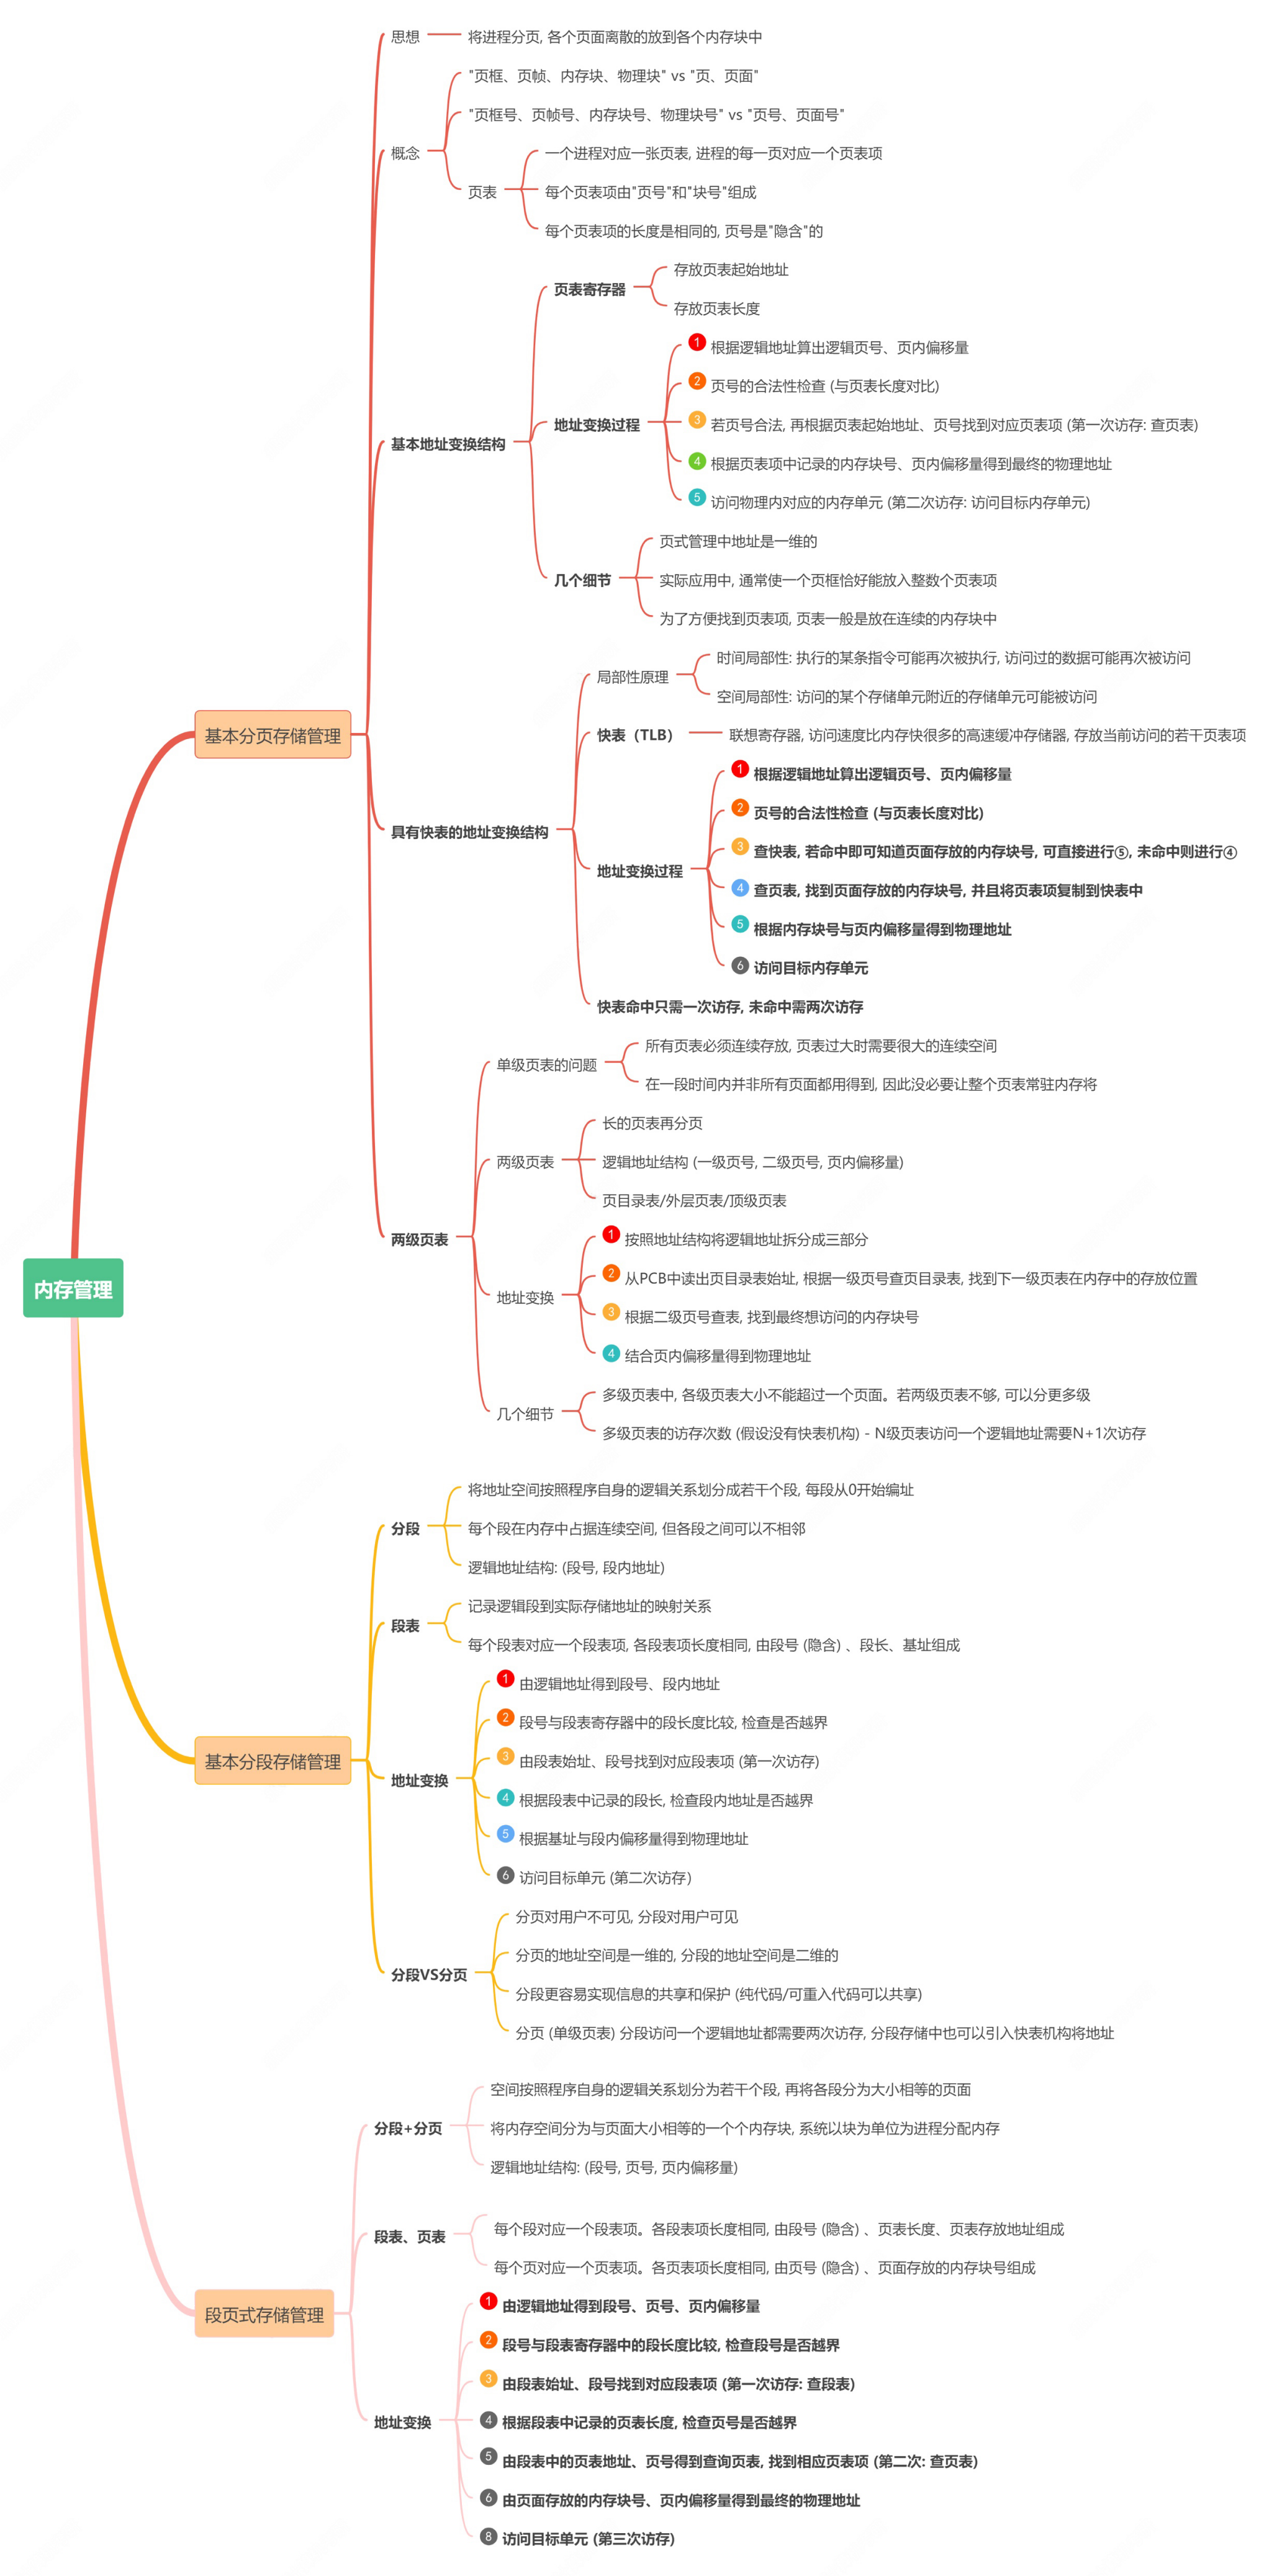 思想
将进程分页, 各个页面离散的放到各个内存块中
概念
"页框、页帧、内存块、物理块" vs "页、页面"
"页框号、页帧号、内存块号、物理块号" vs "页号、页面号"
页表
一个进程对应一张页表, 进程的每一页对应一个页表项
每个页表项由"页号"和"块号"组成
每个页表项的长度是相同的, 页号是"隐含"的
基本地址变换结构
页表寄存器
存放页表起始地址
存放页表长度
地址变换过程
1 根据逻辑地址算出逻辑页号、页内偏移量
2 页号的合法性检查 (与页表长度对比)
3 若页号合法, 再根据页表起始地址、页号找到对应页表项 (第一次访存: 查页表)
4 根据页表项中记录的内存块号、页内偏移量得到最终的物理地址
5 访问物理内对应的内存单元 (第二次访存: 访问目标内存单元)
几个细节
页式管理中地址是一维的
实际应用中, 通常使一个页框恰好能放入整数个页表项
为了方便找到页表项, 页表一般是放在连续的内存块中
基本分页存储管理
具有快表的地址变换结构
局部性原理
时间局部性: 执行的某条指令可能再次被执行, 访问过的数据可能再次被访问
空间局部性: 访问的某个存储单元附近的存储单元可能被访问
快表（TLB）
联想寄存器, 访问速度比内存快很多的高速缓冲存储器, 存放当前访问的若干页表项
地址变换过程
1 根据逻辑地址算出逻辑页号、页内偏移量
2 页号的合法性检查 (与页表长度对比)
3 查快表, 若命中即可知道页面存放的内存块号, 可直接进行⑤, 未命中则进行④
4 查页表, 找到页面存放的内存块号, 并且将页表项复制到快表中
5 根据内存块号与页内偏移量得到物理地址
6 访问目标内存单元
快表命中只需一次访存, 未命中需两次访存
两级页表
单级页表的问题
所有页表必须连续存放, 页表过大时需要很大的连续空间
在一段时间内并非所有页面都用得到, 因此没必要让整个页表常驻内存将
两级页表
长的页表再分页
逻辑地址结构 (一级页号, 二级页号, 页内偏移量)
页目录表/外层页表/顶级页表
地址变换
1 按照地址结构将逻辑地址拆分成三部分
2 从PCB中读出页目录表始址, 根据一级页号查页目录表, 找到下一级页表在内存中的存放位置
3 根据二级页号查表, 找到最终想访问的内存块号
4 结合页内偏移量得到物理地址
几个细节
多级页表中, 各级页表大小不能超过一个页面。若两级页表不够, 可以分更多级
多级页表的访存次数 (假设没有快表机构) - N级页表访问一个逻辑地址需要N+1次访存
内存管理
基本分段存储管理
分段
将地址空间按照程序自身的逻辑关系划分成若干个段, 每段从0开始编址
每个段在内存中占据连续空间, 但各段之间可以不相邻
逻辑地址结构: (段号, 段内地址)
段表
记录逻辑段到实际存储地址的映射关系
每个段表对应一个段表项, 各段表项长度相同, 由段号 (隐含) 、段长、基址组成
地址变换
1 由逻辑地址得到段号、段内地址
2 段号与段表寄存器中的段长度比较, 检查是否越界
3 由段表始址、段号找到对应段表项 (第一次访存)
4 根据段表中记录的段长, 检查段内地址是否越界
5 根据基址与段内偏移量得到物理地址
6 访问目标单元 (第二次访存)
分段VS分页
分页对用户不可见, 分段对用户可见
分页的地址空间是一维的, 分段的地址空间是二维的
分段更容易实现信息的共享和保护 (纯代码/可重入代码可以共享)
分页 (单级页表) 分段访问一个逻辑地址都需要两次访存, 分段存储中也可以引入快表机构将地址
段页式存储管理
分段+分页
空间按照程序自身的逻辑关系划分为若干个段, 再将各段分为大小相等的页面
将内存空间分为与页面大小相等的一个个内存块, 系统以块为单位为进程分配内存
逻辑地址结构: (段号, 页号, 页内偏移量)
段表、页表
每个段对应一个段表项。各段表项长度相同, 由段号 (隐含) 、页表长度、页表存放地址组成
每个页对应一个页表项。各页表项长度相同, 由页号 (隐含) 、页面存放的内存块号组成
地址变换
1 由逻辑地址得到段号、页号、页内偏移量
2 段号与段表寄存器中的段长度比较, 检查段号是否越界
3 由段表始址、段号找到对应段表项 (第一次访存: 查段表)
4 根据段表中记录的页表长度, 检查页号是否越界
5 由段表中的页表地址、页号得到查询页表, 找到相应页表项 (第二次: 查页表)
6 由页面存放的内存块号、页内偏移量得到最终的物理地址
8 访问目标单元 (第三次访存)